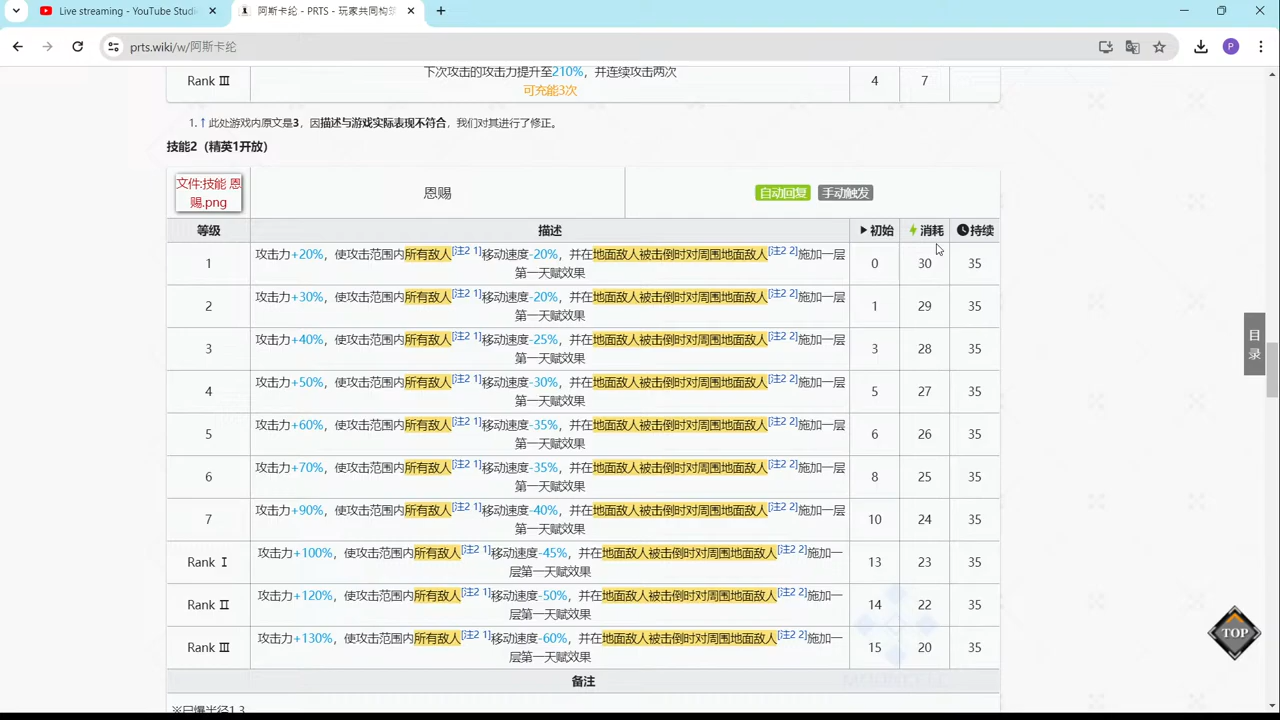 Live streaming - YouTube Studi
阿斯卡纶 - PRTS - 玩家共同构筑
prts.wiki/w/阿斯卡纶
P
Rank Ⅲ
下次攻击的攻击力提升至210%，并连续攻击两次
可充能3次
4
7
1. ↑ 此处游戏内原文是3，因描述与游戏实际表现不符合，我们对其进行了修正。
技能2（精英1开放）
文件:技能 恩
赐.png
恩赐
自动回复
手动触发
等级
描述
初始
消耗
持续
1
攻击力+20%，使攻击范围内所有敌人[注2 1]移动速度-20%，并在地面敌人被击倒时对周围地面敌人[注2 2]施加一层
第一天赋效果
0
30
35
2
攻击力+30%，使攻击范围内所有敌人[注2 1]移动速度-20%，并在地面敌人被击倒时对周围地面敌人[注2 2]施加一层
第一天赋效果
1
29
35
3
攻击力+40%，使攻击范围内所有敌人[注2 1]移动速度-25%，并在地面敌人被击倒时对周围地面敌人[注2 2]施加一层
第一天赋效果
3
28
35
4
攻击力+50%，使攻击范围内所有敌人[注2 1]移动速度-30%，并在地面敌人被击倒时对周围地面敌人[注2 2]施加一层
第一天赋效果
5
27
35
5
攻击力+60%，使攻击范围内所有敌人[注2 1]移动速度-35%，并在地面敌人被击倒时对周围地面敌人[注2 2]施加一层
第一天赋效果
6
26
35
6
攻击力+70%，使攻击范围内所有敌人[注2 1]移动速度-35%，并在地面敌人被击倒时对周围地面敌人[注2 2]施加一层
第一天赋效果
8
25
35
7
攻击力+90%，使攻击范围内所有敌人[注2 1]移动速度-40%，并在地面敌人被击倒时对周围地面敌人[注2 2]施加一层
第一天赋效果
10
24
35
Rank Ⅰ
攻击力+100%，使攻击范围内所有敌人[注2 1]移动速度-45%，并在地面敌人被击倒时对周围地面敌人[注2 2]施加一
层第一天赋效果
13
23
35
Rank Ⅱ
攻击力+120%，使攻击范围内所有敌人[注2 1]移动速度-50%，并在地面敌人被击倒时对周围地面敌人[注2 2]施加一
层第一天赋效果
14
22
35
Rank Ⅲ
攻击力+130%，使攻击范围内所有敌人[注2 1]移动速度-60%，并在地面敌人被击倒时对周围地面敌人[注2 2]施加一
层第一天赋效果
15
20
35
备注
※尸爆半径1.3
目
录
TOP